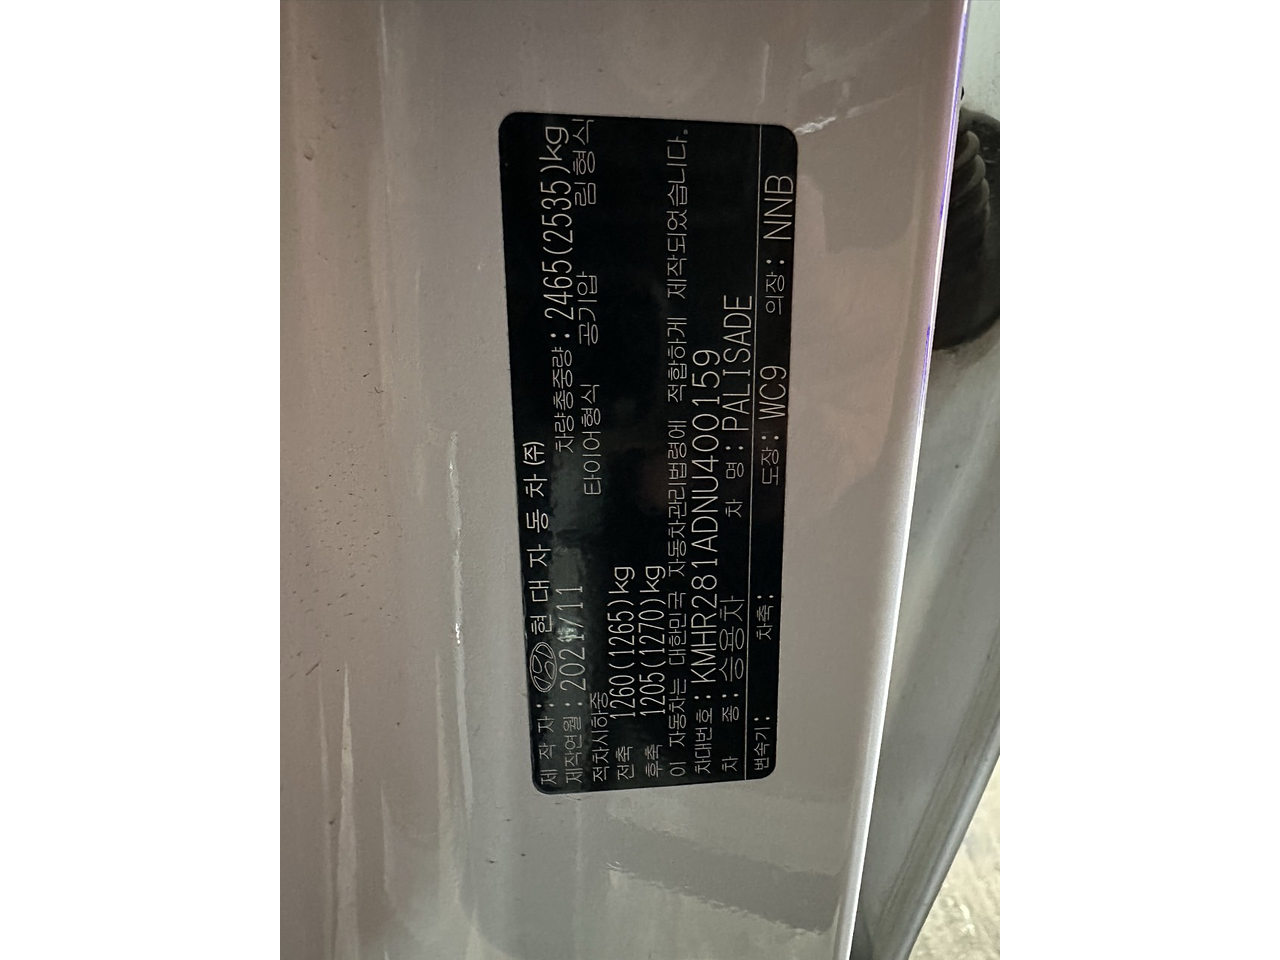 제 작 자 : 현 대 자 동 차 (주)
제작연월 : 2021/11 차량총중량 : 2465(2535)kg
적차시하중 타이어형식 공기압 림형식
전축 1260(1265)kg
후축 1205(1270)kg
이 자동차는 대한민국 자동차관리법령에 적합하게 제작되었습니다.
차대번호 : KMHR281ADNU400159
차 종 : 승용차 차 명 : PALISADE
변속기 : 차축 : 도장 : WC9 의장 : NNB